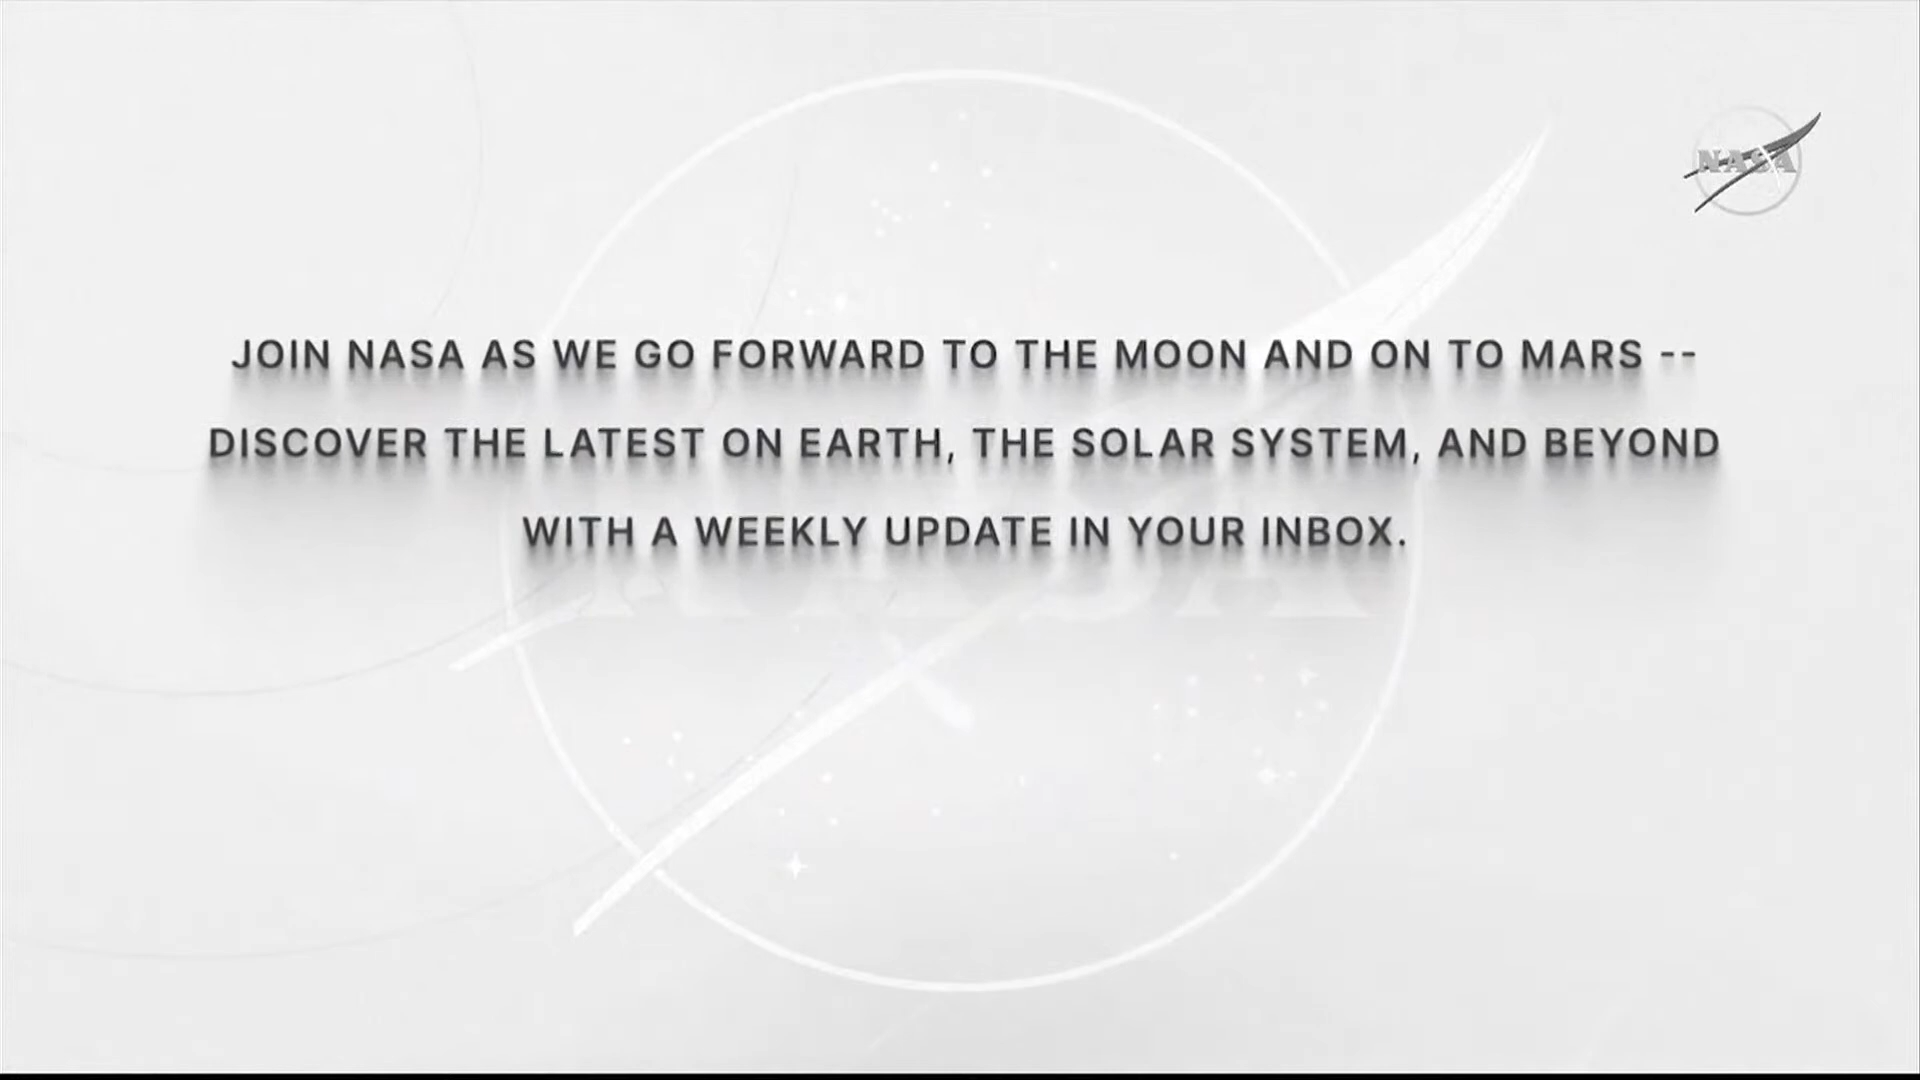 NASA
JOIN NASA AS WE GO FORWARD TO THE MOON AND ON TO MARS --
DISCOVER THE LATEST ON EARTH, THE SOLAR SYSTEM, AND BEYOND
WITH A WEEKLY UPDATE IN YOUR INBOX.
NASA